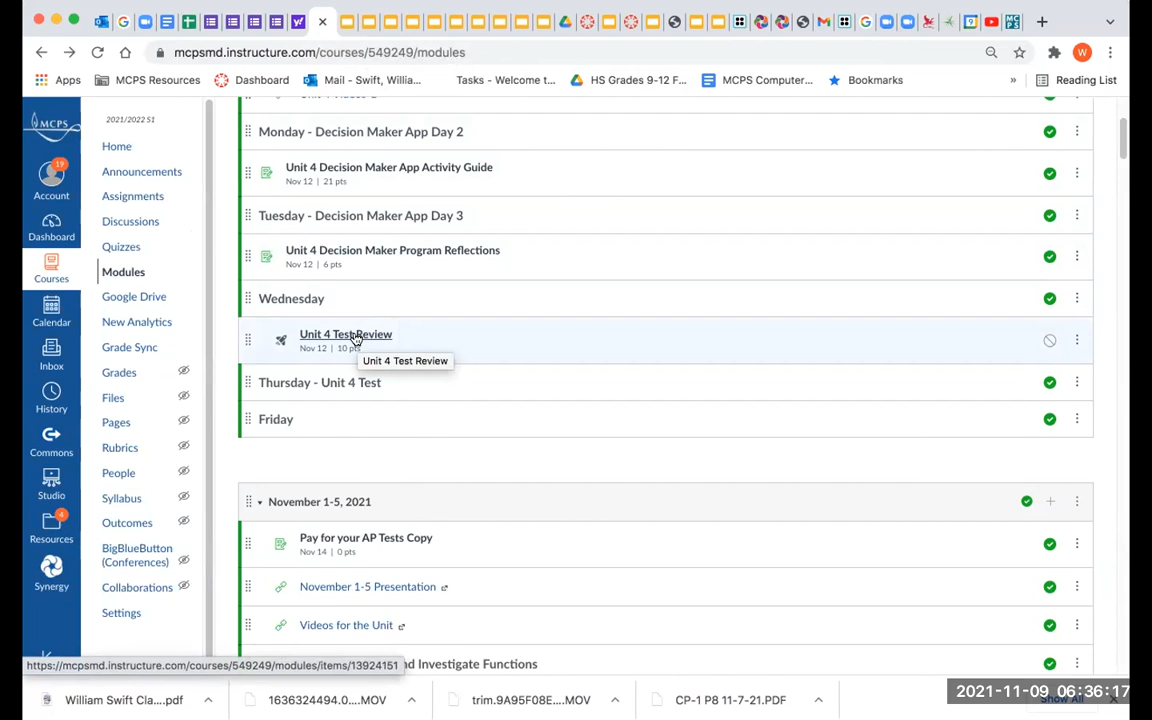 W
mcpsmd.instructure.com/courses/549249/modules
Apps
MCPS Resources
Dashboard
Mail - Swift, Willia...
Tasks - Welcome t...
HS Grades 9-12 F...
MCPS Computer...
Bookmarks
»
Reading List
MCPS
19
Account
Dashboard
Courses
Calendar
Inbox
History
Commons
Studio
4
Resources
Synergy
2021/2022 S1
Home
Announcements
Assignments
Discussions
Quizzes
Modules
Google Drive
New Analytics
Grade Sync
Grades
Files
Pages
Rubrics
People
Syllabus
Outcomes
BigBlueButton
(Conferences)
Collaborations
Settings
Monday - Decision Maker App Day 2
Unit 4 Decision Maker App Activity Guide
Nov 12 | 21 pts
Tuesday - Decision Maker App Day 3
Unit 4 Decision Maker Program Reflections
Nov 12 | 6 pts
Wednesday
Unit 4 Test Review
Nov 12 | 10 pts
Unit 4 Test Review
Thursday - Unit 4 Test
Friday
November 1-5, 2021
Pay for your AP Tests Copy
Nov 14 | 0 pts
November 1-5 Presentation
Videos for the Unit
nd Investigate Functions
https://mcpsmd.instructure.com/courses/549249/modules/items/13924151
William Swift Cla....pdf
1636324494.0....MOV
trim.9A95F08E....MOV
CP-1 P8 11-7-21.PDF
Show All
2021-11-09 06:36:17